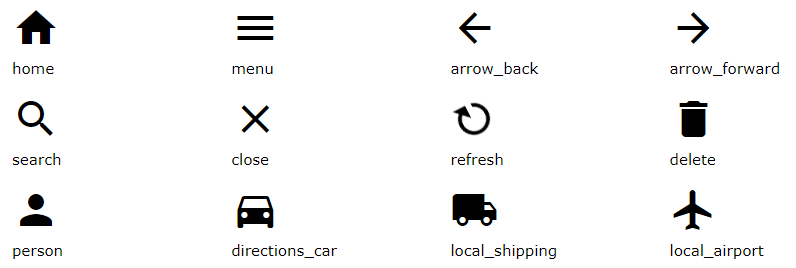 home menu arrow_back arrow_forward
search close refresh delete
person directions_car local_shipping local_airport